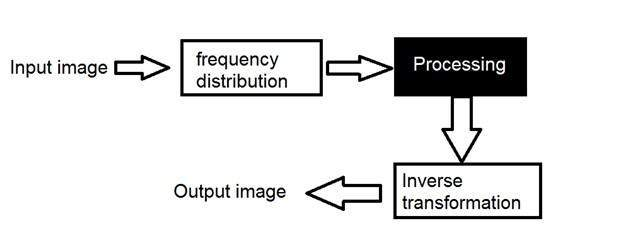 Input image
frequency
distribution
Processing
Inverse
transformation
Output image